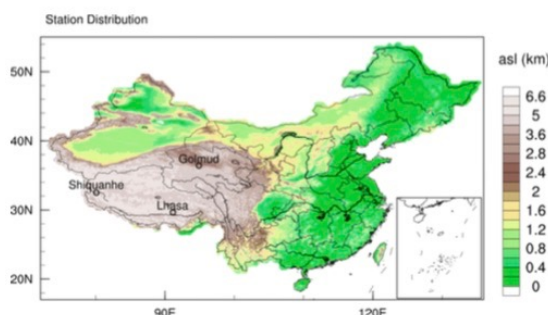 Station Distribution
asl (km)
50N
40N
30N
20N
Golmud
Shiquanhe
Lhasa
90E
120E
6.6
5
3.6
2.8
2.4
2
1.6
1.2
0.8
0.4
0